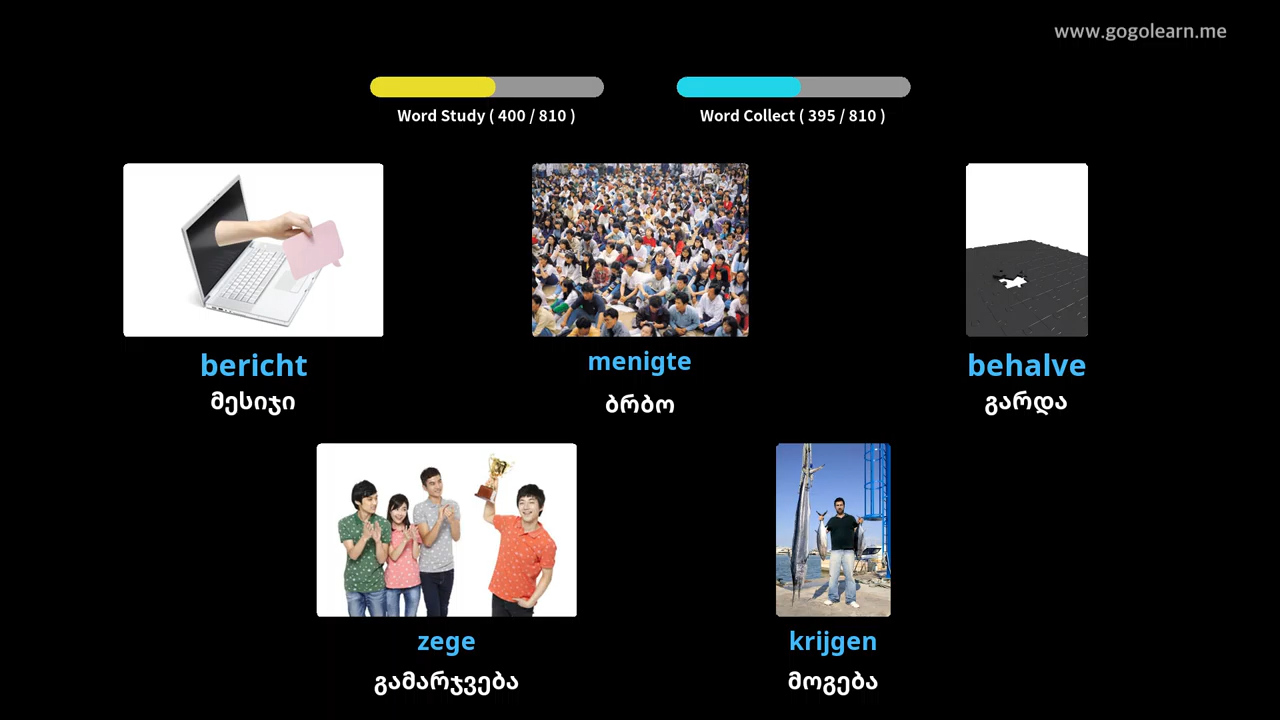 www.gogolearn.me
Word Study ( 400 / 810 )
Word Collect ( 395 / 810 )
bericht
მესიჯი
menigte
ბრბო
behalve
გარდა
zege
გამარჯვება
krijgen
მოგება